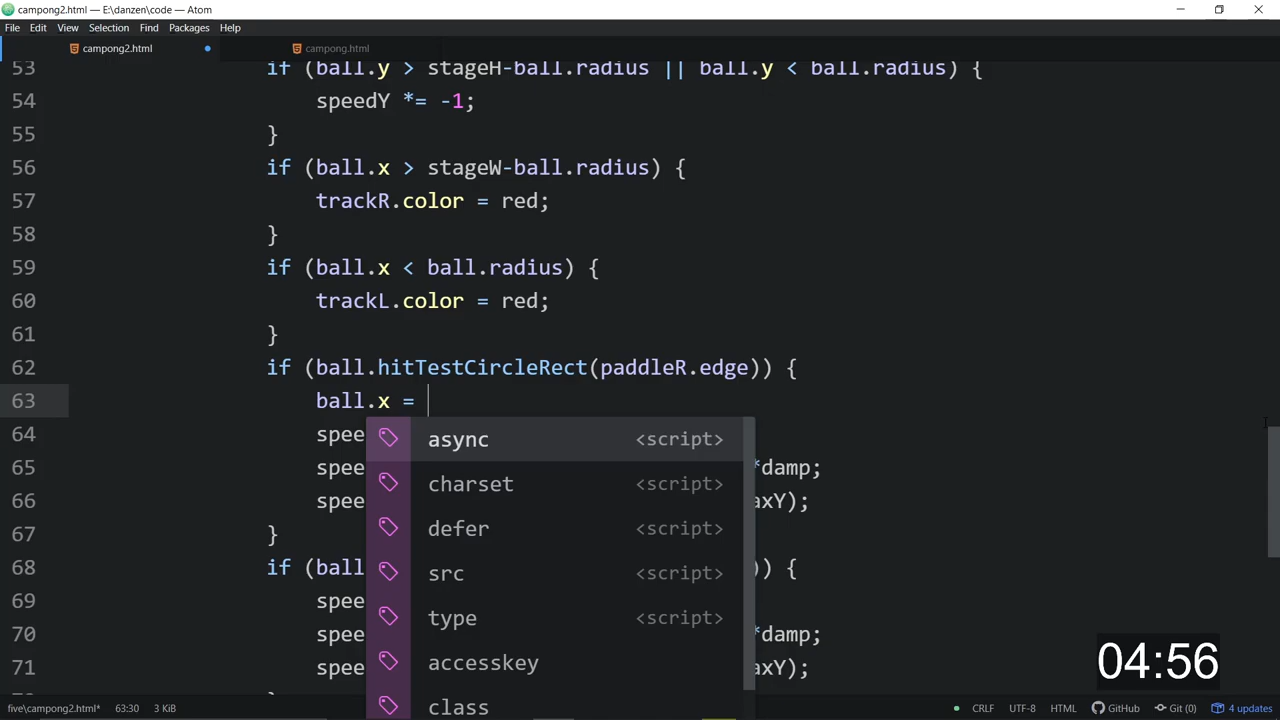 campong2.html — E:\danzen\code — Atom
File Edit View Selection Find Packages Help
campong2.html campong.html
53 if (ball.y > stageH-ball.radius || ball.y < ball.radius) {
54 speedY *= -1;
55 }
56 if (ball.x > stageW-ball.radius) {
57 trackR.color = red;
58 }
59 if (ball.x < ball.radius) {
60 trackL.color = red;
61 }
62 if (ball.hitTestCircleRect(paddleR.edge)) {
63 ball.x =
64 spee
65 spee *damp;
66 spee axY);
67 }
68 if (ball )) {
69 spee
70 spee *damp;
71 spee axY);
async <script>
charset <script>
defer <script>
src <script>
type <script>
accesskey
class
04:56
five\campong2.html* 63:30 3 KiB CRLF UTF-8 HTML GitHub Git (0) 4 updates